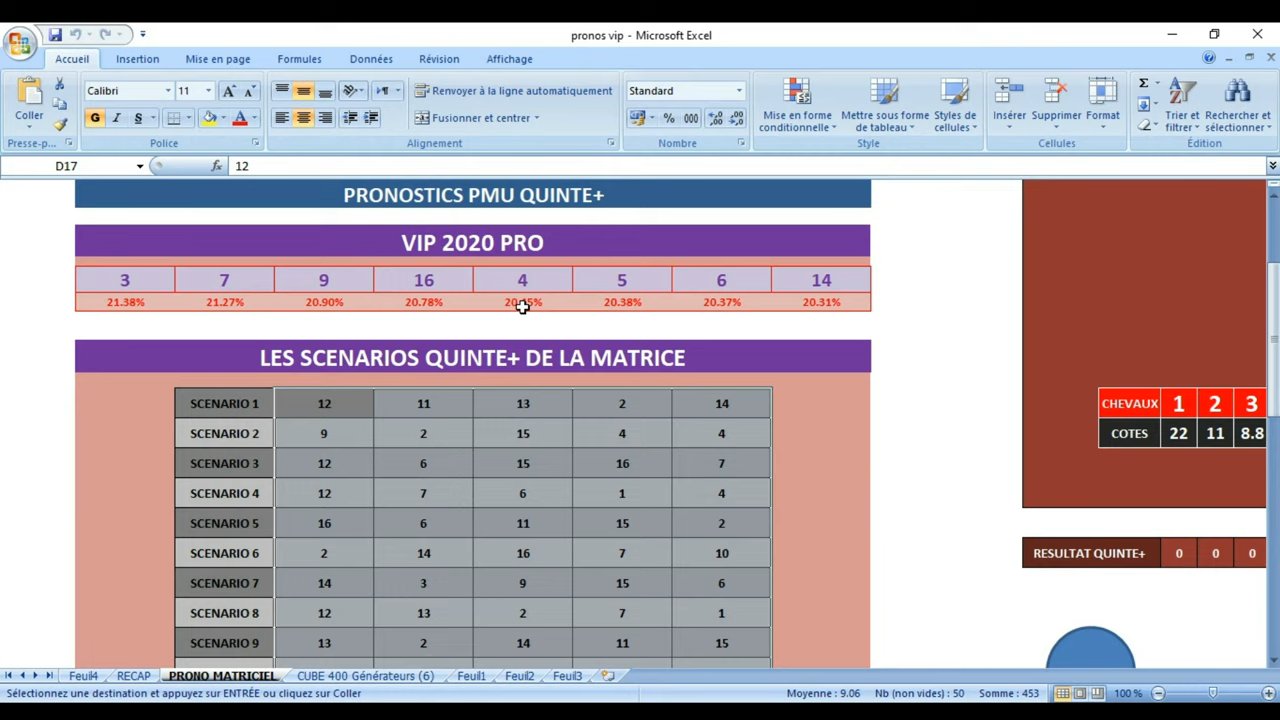 pronos vip - Microsoft Excel
Accueil Insertion Mise en page Formules Données Révision Affichage
Coller
Calibri 11
G I S
Renvoyer à la ligne automatiquement
Fusionner et centrer
Standard
% 000
Mise en forme conditionnelle
Mettre sous forme de tableau
Styles de cellules
Insérer Supprimer Format
Trier et filtrer
Rechercher et sélectionner
Presse-p... Police Alignement Nombre Style Cellules Édition
D17 fx 12
PRONOSTICS PMU QUINTE+
VIP 2020 PRO
3 7 9 16 4 5 6 14
21.38% 21.27% 20.90% 20.78% 20.38% 20.37% 20.31%
LES SCENARIOS QUINTE+ DE LA MATRICE
SCENARIO 1 12 11 13 2 14
SCENARIO 2 9 2 15 4 4
SCENARIO 3 12 6 15 16 7
SCENARIO 4 12 7 6 1 4
SCENARIO 5 16 6 11 15 2
SCENARIO 6 2 14 16 7 10
SCENARIO 7 14 3 9 15 6
SCENARIO 8 12 13 2 7 1
SCENARIO 9 13 2 14 11 15
CHEVAUX 1 2 3
COTES 22 11 8.8
RESULTAT QUINTE+ 0 0 0
Feuil4 RECAP PRONO MATRICIEL CUBE 400 Générateurs (6) Feuil1 Feuil2 Feuil3
Sélectionnez une destination et appuyez sur ENTRÉE ou cliquez sur Coller Moyenne : 9.06 Nb (non vides) : 50 Somme : 453 100 %